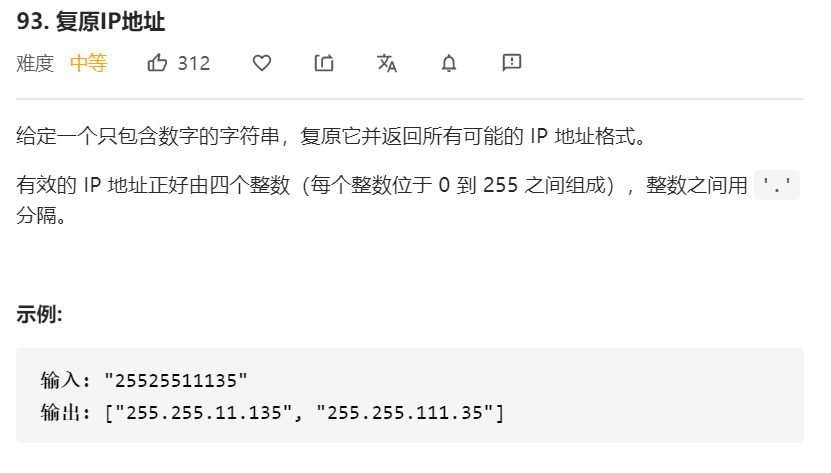 93. 复原IP地址
难度 中等 312
给定一个只包含数字的字符串，复原它并返回所有可能的 IP 地址格式。
有效的 IP 地址正好由四个整数（每个整数位于 0 到 255 之间组成），整数之间用 '.'
分隔。
示例:
输入: "25525511135"
输出: ["255.255.11.135", "255.255.111.35"]